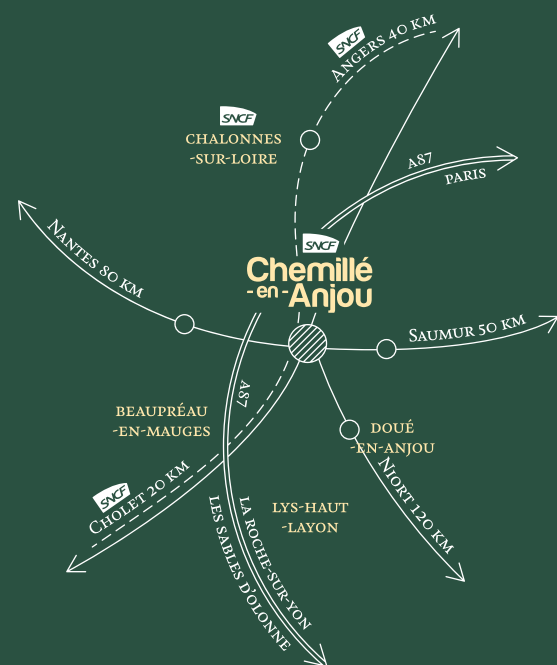 SNCF
ANGERS 40 KM
SNCF
CHALONNES
-SUR-LOIRE
A87
PARIS
NANTES 80 KM
SNCF
Chemillé
-en-Anjou
SAUMUR 50 KM
A87
BEAUPRÉAU
-EN-MAUGES
DOUÉ
-EN-ANJOU
NIORT 120 KM
SNCF
CHOLET 20 KM
LYS-HAUT
-LAYON
LA ROCHE-SUR-YON
LES SABLES D'OLONNE